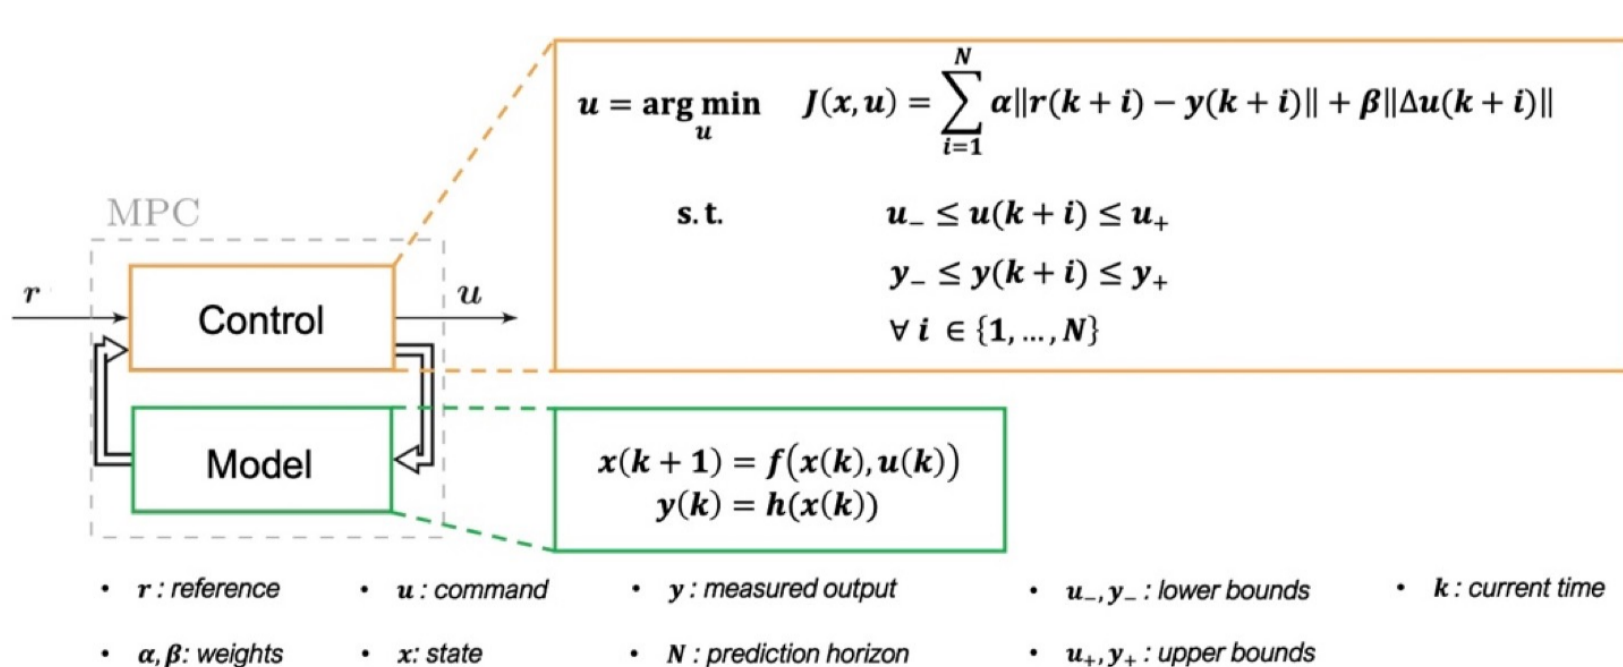 u = arg min J(x, u) = ∑ α‖r(k + i) − y(k + i)‖ + β‖Δu(k + i)‖
N
u
i=1
MPC
s. t. u₋ ≤ u(k + i) ≤ u₊
y₋ ≤ y(k + i) ≤ y₊
∀ i ∈ {1, ..., N}
r
u
Control
Model
x(k + 1) = f(x(k), u(k))
y(k) = h(x(k))
• r : reference
• u : command
• y : measured output
• u₋, y₋ : lower bounds
• k : current time
• α, β: weights
• x: state
• N : prediction horizon
• u₊, y₊ : upper bounds